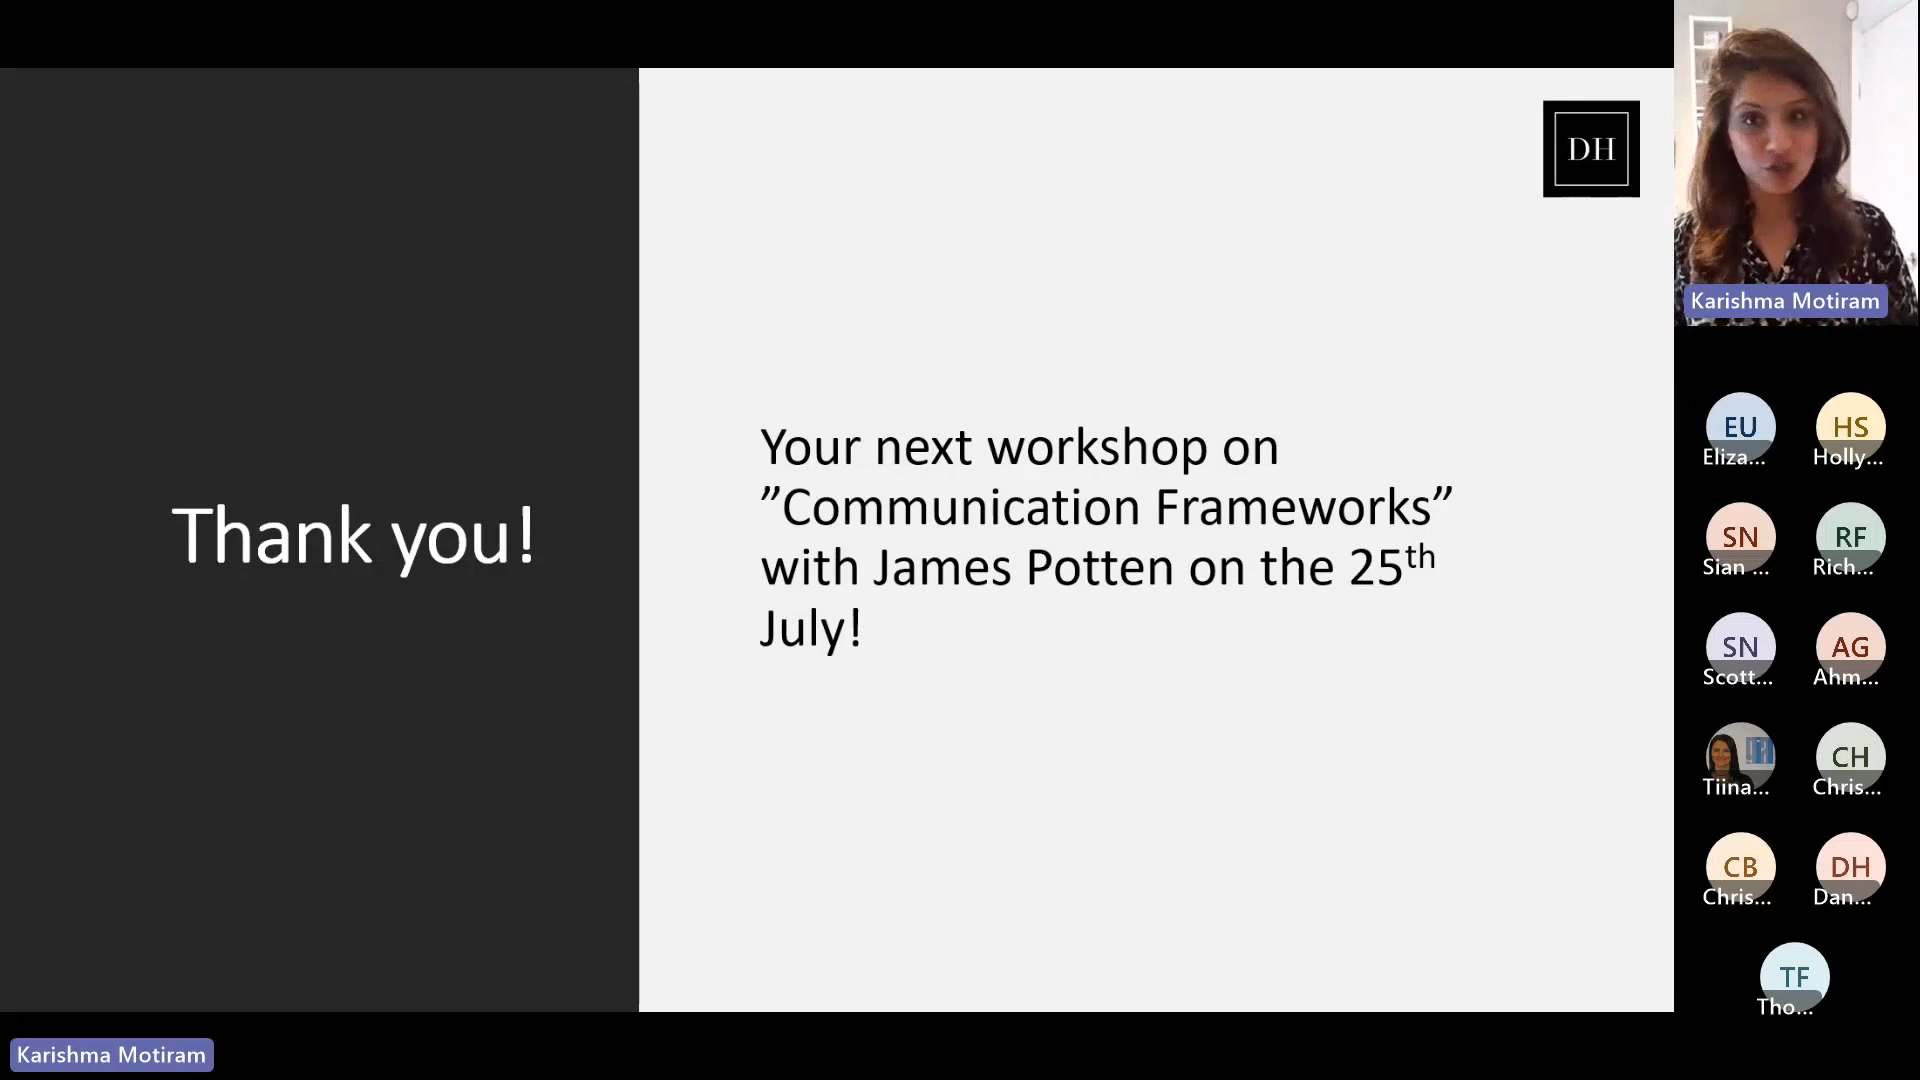 Thank you!
DH
Your next workshop on
”Communication Frameworks”
with James Potten on the 25th
July!
Karishma Motiram
EU
Eliza...
HS
Holly...
SN
Sian ...
RF
Rich...
SN
Scott...
AG
Ahm...
Tiina...
CH
Chris...
CB
Chris...
DH
Dan...
TF
Tho...
Karishma Motiram